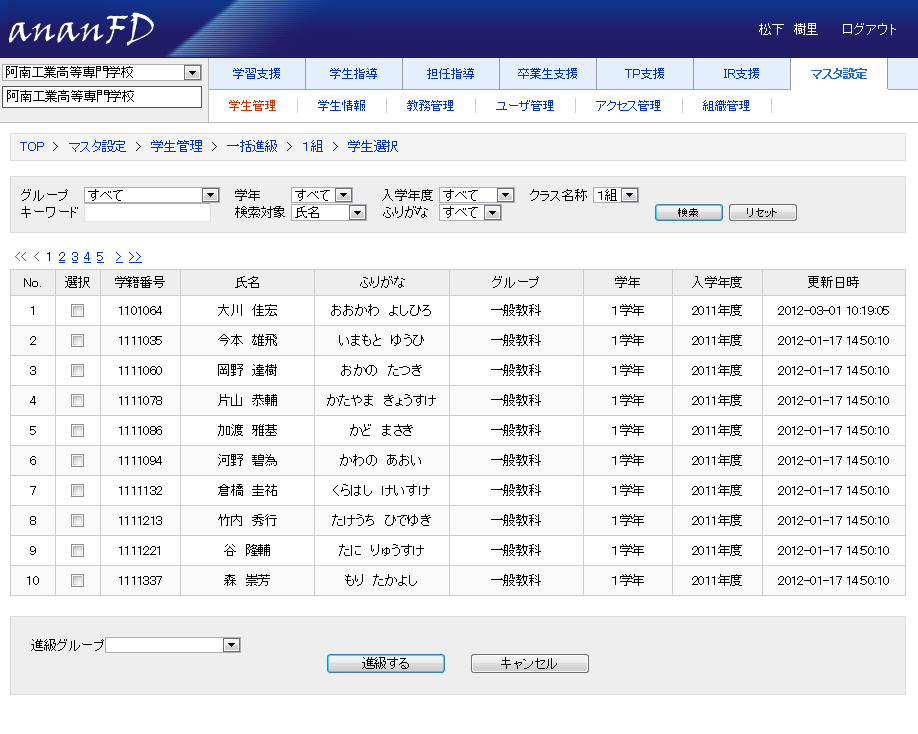 ananFD
松下 樹里 ログアウト
阿南工業高等専門学校
阿南工業高等専門学校
学習支援 学生指導 担任指導 卒業生支援 TP支援 IR支援 マスタ設定
学生管理 学生情報 教務管理 ユーザ管理 アクセス管理 組織管理
TOP > マスタ設定 > 学生管理 > 一括進級 > 1組 > 学生選択
グループ すべて 学年 すべて 入学年度 すべて クラス名称 1組
キーワード 検索対象 氏名 ふりがな すべて 検索 リセット
<< < 1 2 3 4 5 > >>
No. 選択 学籍番号 氏名 ふりがな グループ 学年 入学年度 更新日時
1 1101064 大川 佳宏 おおかわ よしひろ 一般教科 1学年 2011年度 2012-03-01 10:19:05
2 1111035 今本 雄飛 いまもと ゆうひ 一般教科 1学年 2011年度 2012-01-17 14:50:10
3 1111060 岡野 達樹 おかの たつき 一般教科 1学年 2011年度 2012-01-17 14:50:10
4 1111078 片山 恭輔 かたやま きょうすけ 一般教科 1学年 2011年度 2012-01-17 14:50:10
5 1111086 加渡 雅基 かど まさき 一般教科 1学年 2011年度 2012-01-17 14:50:10
6 1111094 河野 碧為 かわの あおい 一般教科 1学年 2011年度 2012-01-17 14:50:10
7 1111132 倉橋 圭祐 くらはし けいすけ 一般教科 1学年 2011年度 2012-01-17 14:50:10
8 1111213 竹内 秀行 たけうち ひでゆき 一般教科 1学年 2011年度 2012-01-17 14:50:10
9 1111221 谷 隆輔 たに りゅうすけ 一般教科 1学年 2011年度 2012-01-17 14:50:10
10 1111337 森 崇芳 もり たかよし 一般教科 1学年 2011年度 2012-01-17 14:50:10
進級グループ
進級する キャンセル